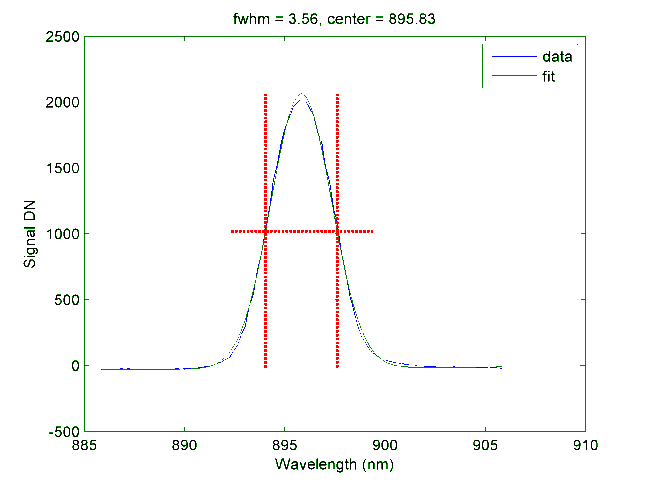 fwhm = 3.56, center = 895.83
2500
data
fit
2000
1500
1000
500
0
-500
885 890 895 900 905 910
Signal DN
Wavelength (nm)